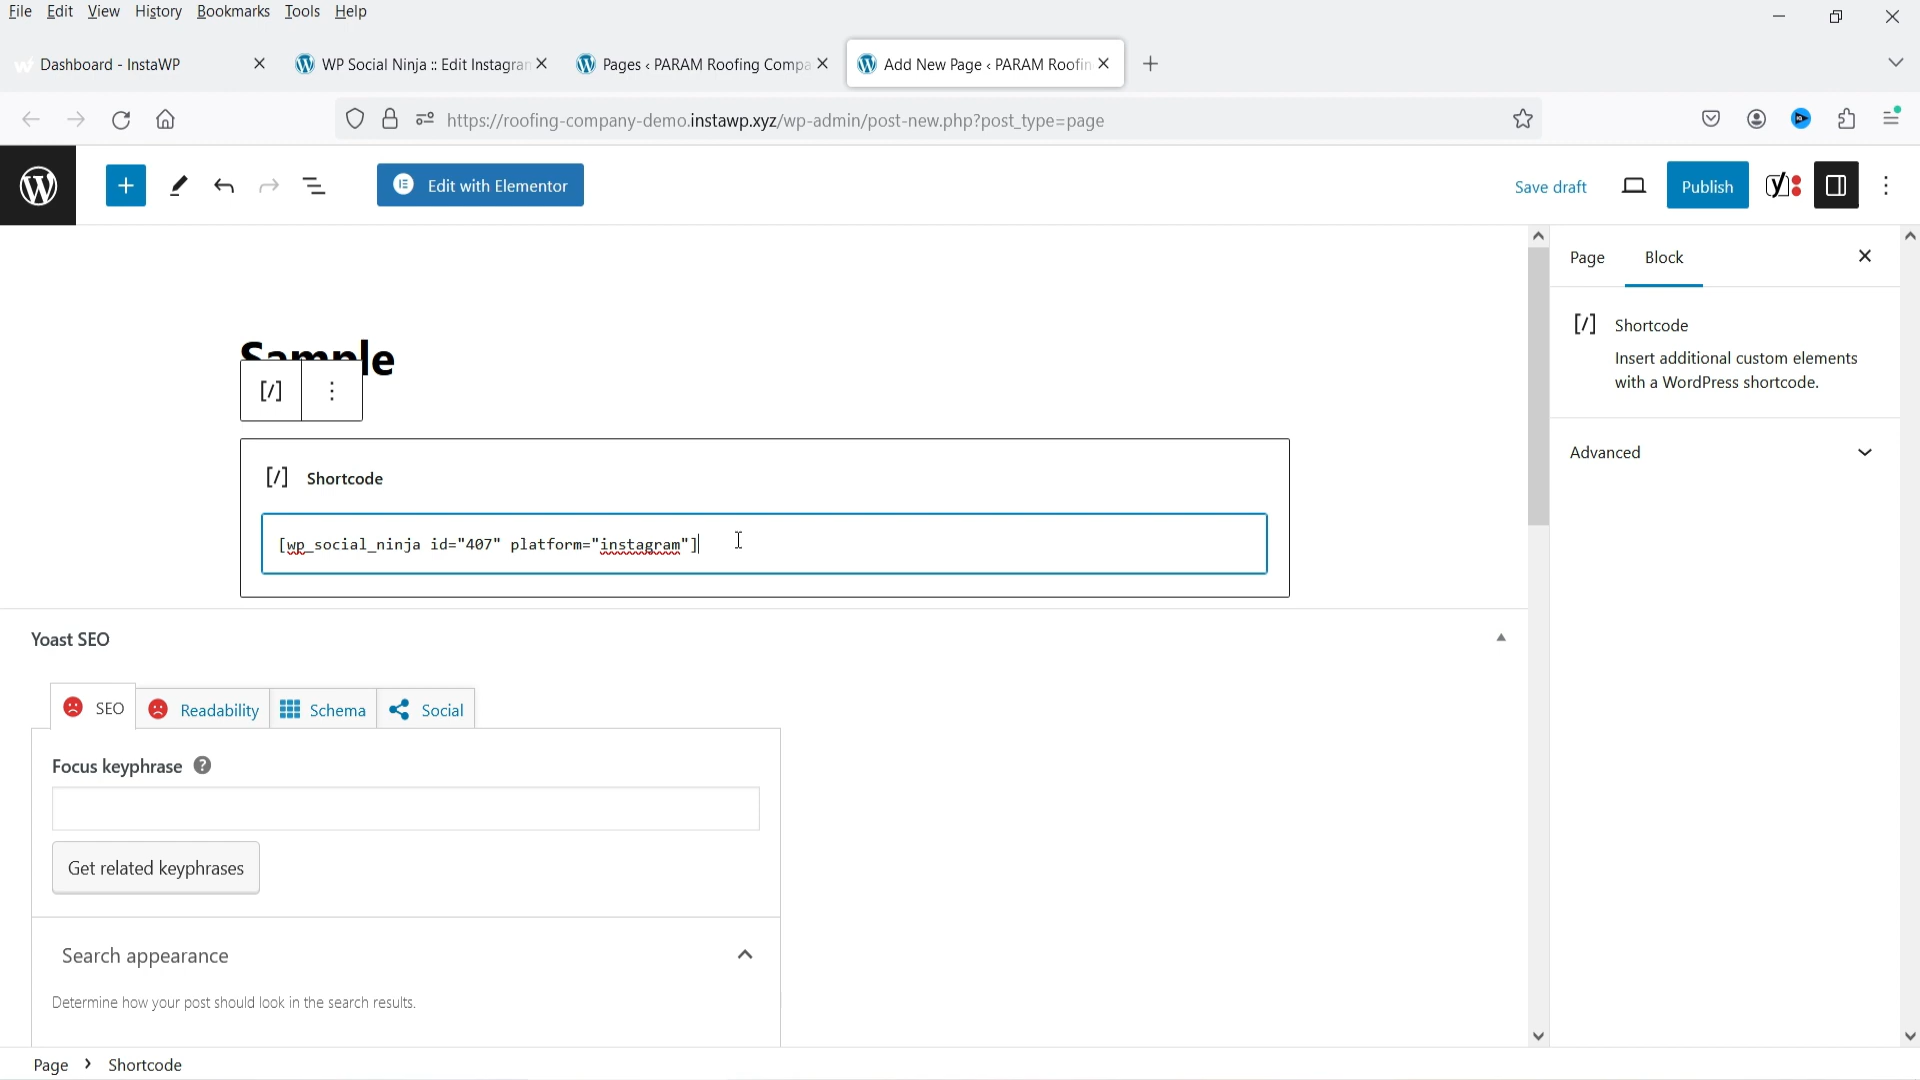 File Edit View History Bookmarks Tools Help
Dashboard - InstaWP
WP Social Ninja :: Edit Instagran
Pages ‹ PARAM Roofing Compa
Add New Page ‹ PARAM Roofin
https://roofing-company-demo.instawp.xyz/wp-admin/post-new.php?post_type=page
Edit with Elementor
Save draft
Publish
Page
Block
Sample
Shortcode
Insert additional custom elements
with a WordPress shortcode.
Advanced
[/] Shortcode
[wp_social_ninja id="407" platform="instagram"]
Yoast SEO
SEO
Readability
Schema
Social
Focus keyphrase
Get related keyphrases
Search appearance
Determine how your post should look in the search results.
Page › Shortcode